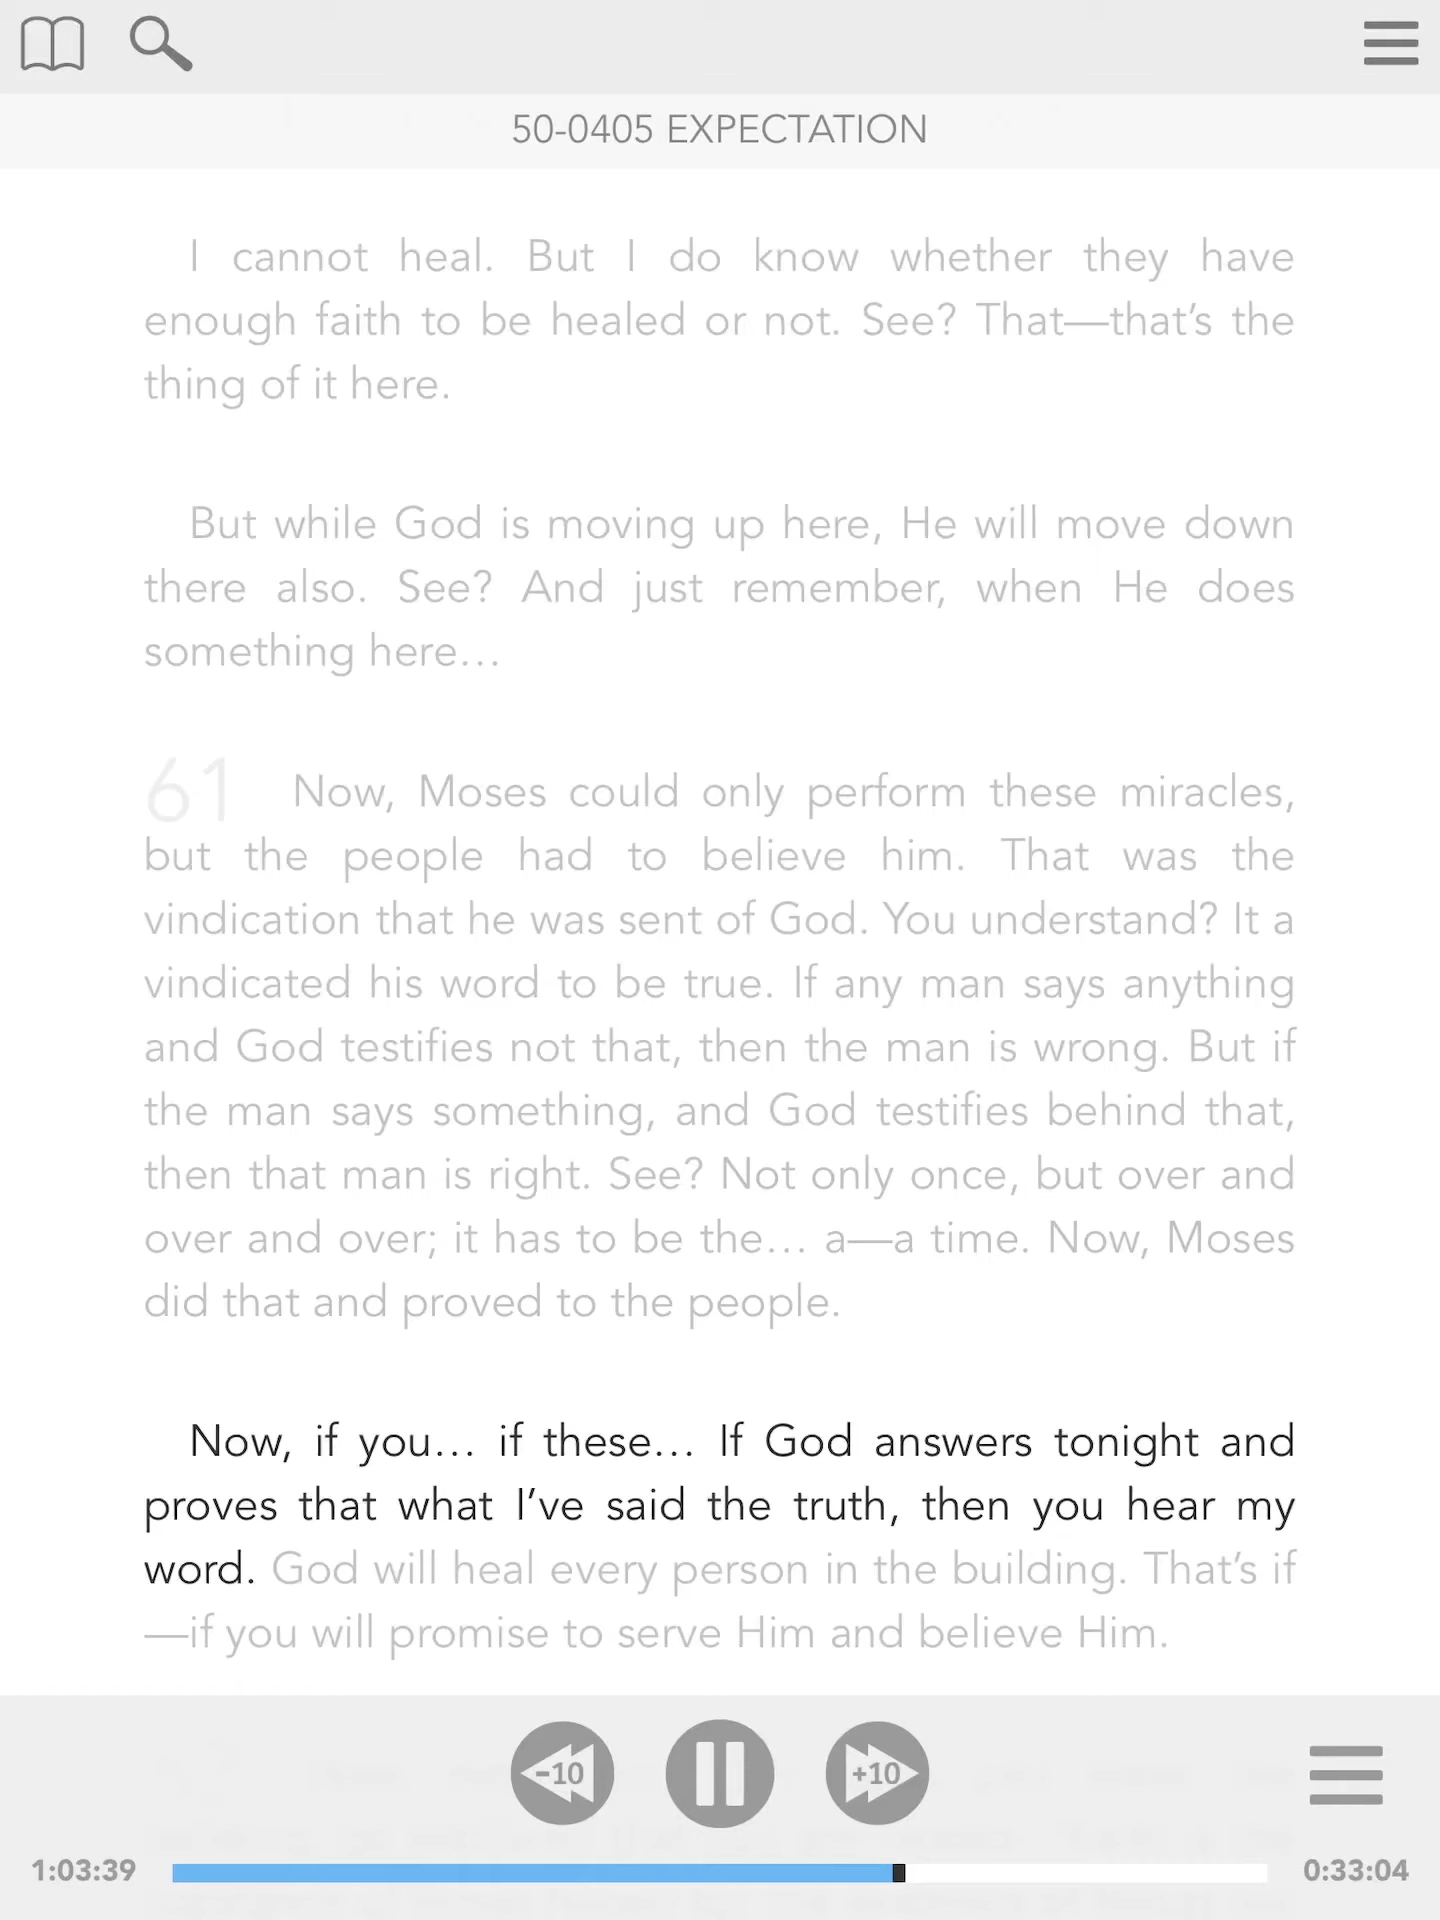 50-0405 EXPECTATION
I cannot heal. But I do know whether they have
enough faith to be healed or not. See? That—that’s the
thing of it here.
But while God is moving up here, He will move down
there also. See? And just remember, when He does
something here…
61 Now, Moses could only perform these miracles,
but the people had to believe him. That was the
vindication that he was sent of God. You understand? It a
vindicated his word to be true. If any man says anything
and God testifies not that, then the man is wrong. But if
the man says something, and God testifies behind that,
then that man is right. See? Not only once, but over and
over and over; it has to be the… a—a time. Now, Moses
did that and proved to the people.
Now, if you… if these… If God answers tonight and
proves that what I’ve said the truth, then you hear my
word. God will heal every person in the building. That’s if
—if you will promise to serve Him and believe Him.
-10
+10
1:03:39
0:33:04